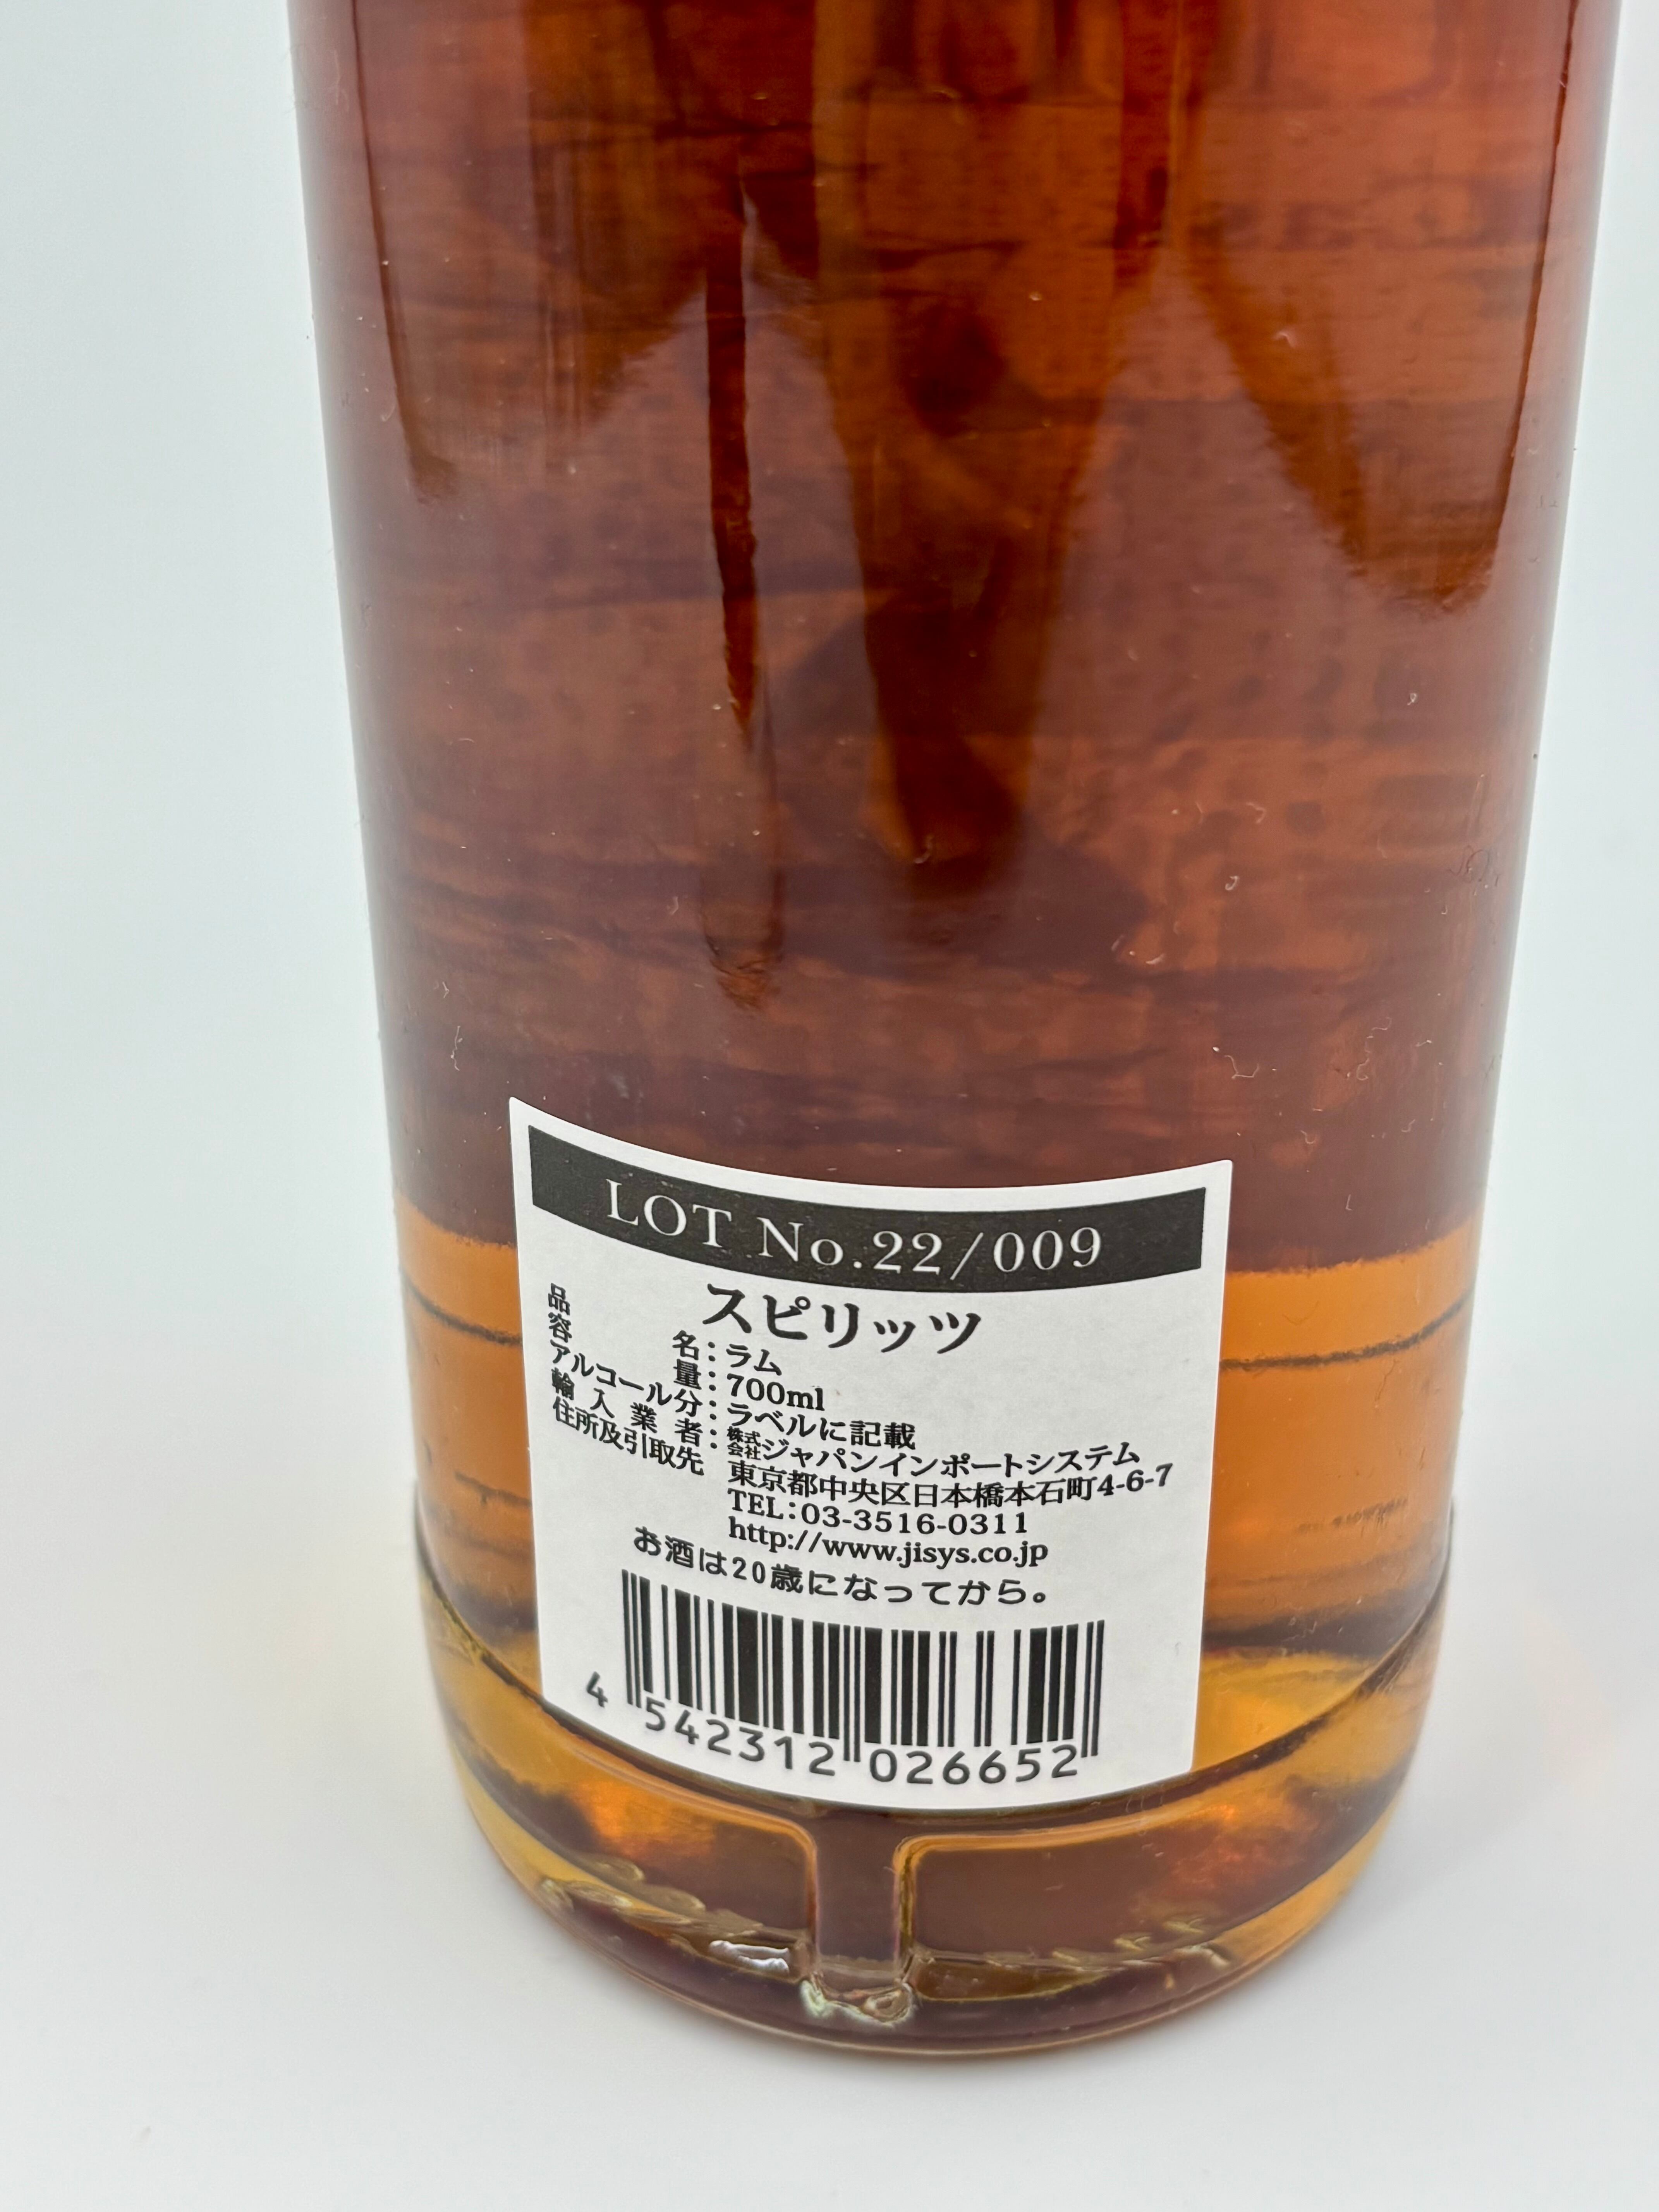 LOT No.22/009
スピリッツ
品名：ラム
容量：700ml
アルコール分：ラベルに記載
輸入業者：株式会社ジャパンインポートシステム
住所及引取先 東京都中央区日本橋本石町4-6-7
TEL：03-3516-0311
http://www.jisys.co.jp
お酒は20歳になってから。
4 542312 026652